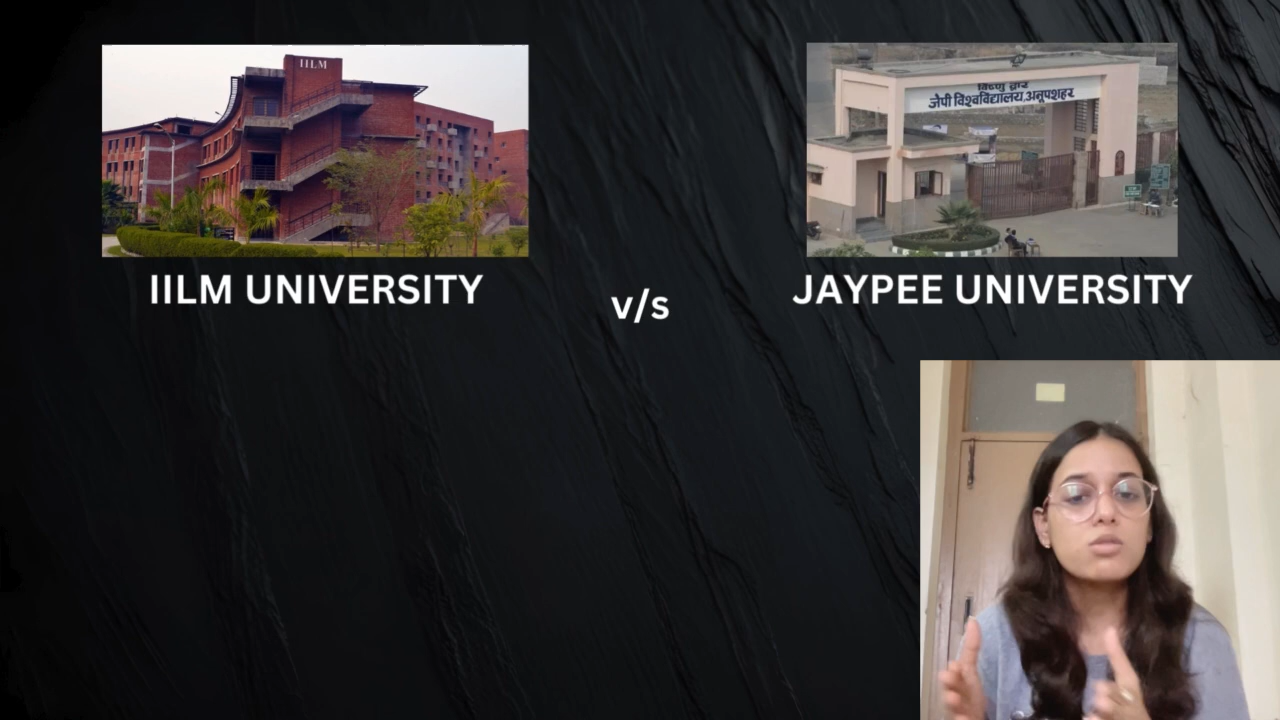 IILM
विष्णु द्वार
जेपी विश्वविद्यालय,अनूपशहर
IILM UNIVERSITY
v/s
JAYPEE UNIVERSITY